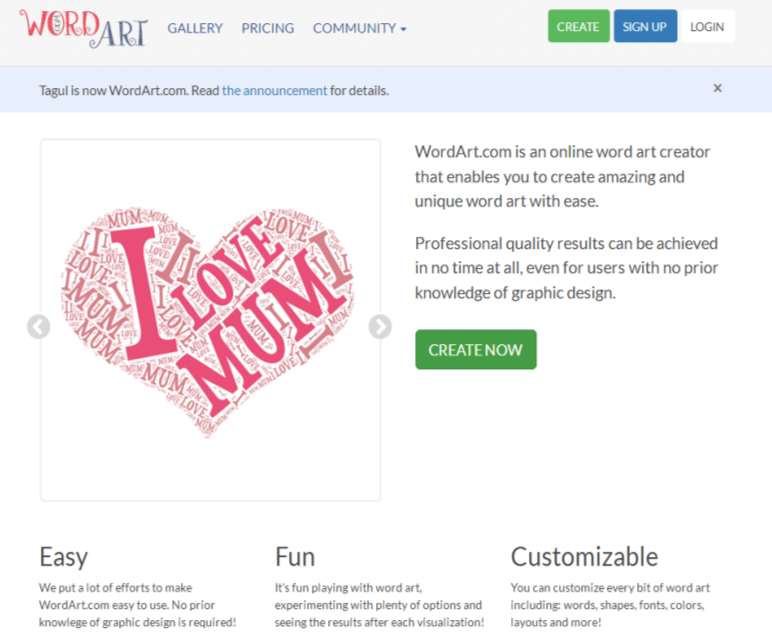 WORD ART
GALLERY PRICING COMMUNITY
CREATE SIGN UP LOGIN
Tagul is now WordArt.com. Read the announcement for details.
×
I LOVE MUM
WordArt.com is an online word art creator
that enables you to create amazing and
unique word art with ease.
Professional quality results can be achieved
in no time at all, even for users with no prior
knowledge of graphic design.
CREATE NOW
Easy
We put a lot of efforts to make
WordArt.com easy to use. No prior
knowlege of graphic design is required!
Fun
It's fun playing with word art,
experimenting with plenty of options and
seeing the results after each visualization!
Customizable
You can customize every bit of word art
including: words, shapes, fonts, colors,
layouts and more!